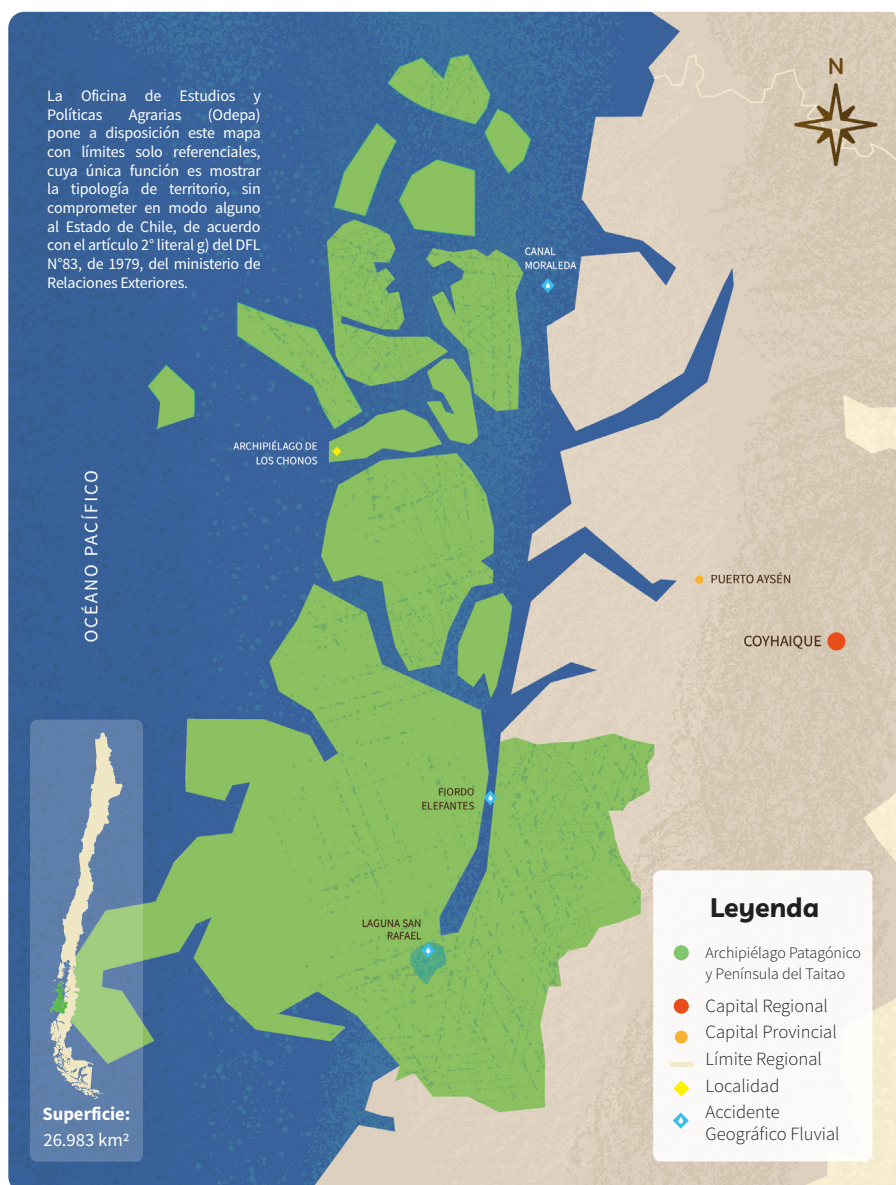 La Oficina de Estudios y
Políticas Agrarias (Odepa)
pone a disposición este mapa
con límites solo referenciales,
cuya única función es mostrar
la tipología de territorio, sin
comprometer en modo alguno
al Estado de Chile, de acuerdo
con el artículo 2° literal g) del DFL
N°83, de 1979, del ministerio de
Relaciones Exteriores.
N
CANAL
MORALEDA
ARCHIPIÉLAGO DE
LOS CHONOS
OCÉANO PACÍFICO
PUERTO AYSÉN
COYHAIQUE
FIORDO
ELEFANTES
LAGUNA SAN
RAFAEL
Superficie:
26.983 km²
Leyenda
Archipiélago Patagónico
y Península del Taitao
Capital Regional
Capital Provincial
Límite Regional
Localidad
Accidente
Geográfico Fluvial